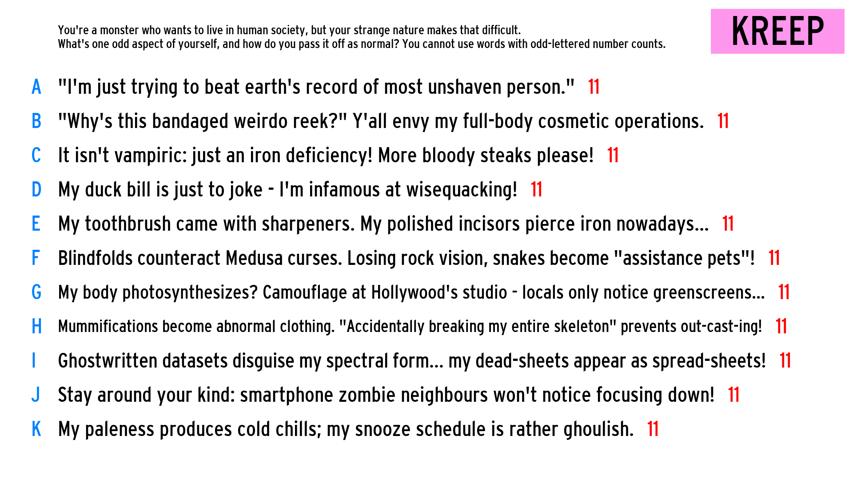 You're a monster who wants to live in human society, but your strange nature makes that difficult.
What's one odd aspect of yourself, and how do you pass it off as normal? You cannot use words with odd-lettered number counts.
KREEP
A "I'm just trying to beat earth's record of most unshaven person." 11
B "Why's this bandaged weirdo reek?" Y'all envy my full-body cosmetic operations. 11
C It isn't vampiric: just an iron deficiency! More bloody steaks please! 11
D My duck bill is just to joke - I'm infamous at wisequacking! 11
E My toothbrush came with sharpeners. My polished incisors pierce iron nowadays... 11
F Blindfolds counteract Medusa curses. Losing rock vision, snakes become "assistance pets"! 11
G My body photosynthesizes? Camouflage at Hollywood's studio - locals only notice greenscreens... 11
H Mummifications become abnormal clothing. "Accidentally breaking my entire skeleton" prevents out-cast-ing! 11
I Ghostwritten datasets disguise my spectral form... my dead-sheets appear as spread-sheets! 11
J Stay around your kind: smartphone zombie neighbours won't notice focusing down! 11
K My paleness produces cold chills; my snooze schedule is rather ghoulish. 11